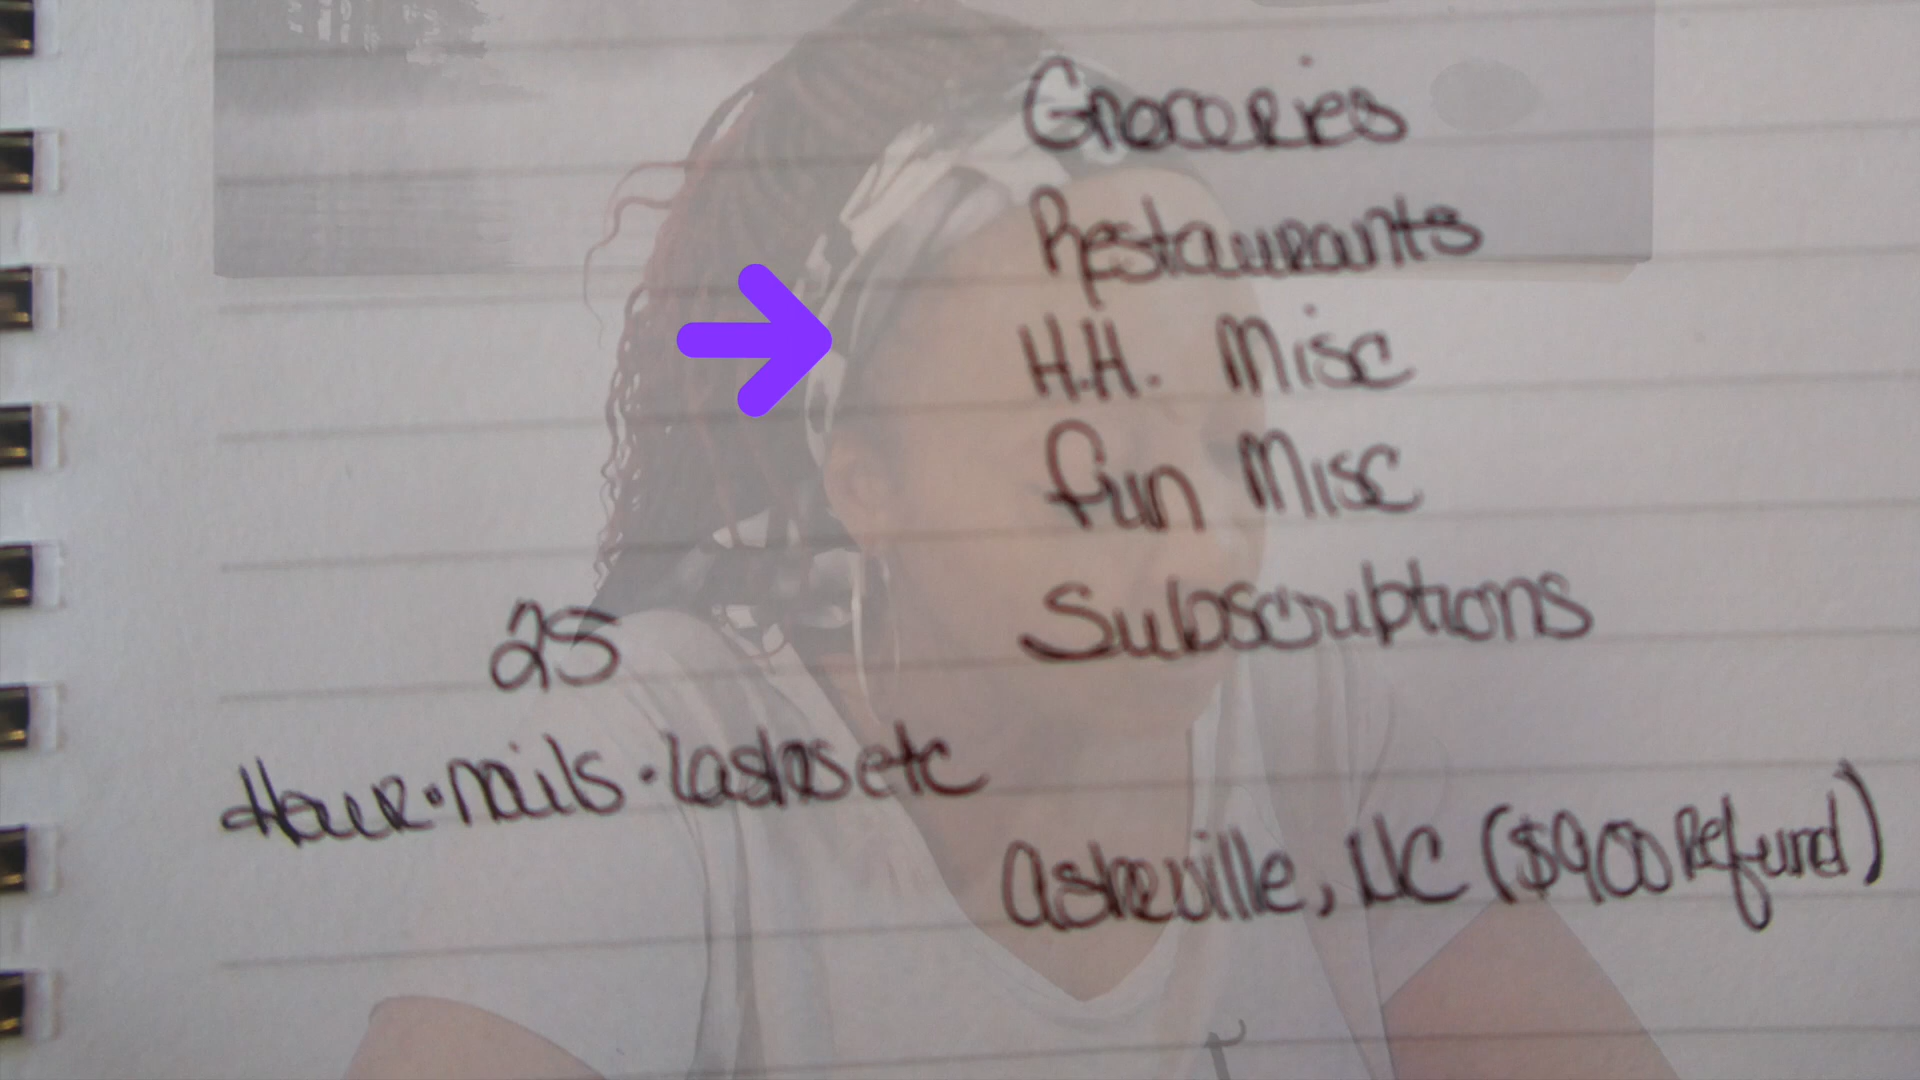 Groceries
Restaurants
H.H. Misc
Fun Misc
Subscriptions
25
Hair·nails·lashes etc
Asheville, NC ($900 Refund)